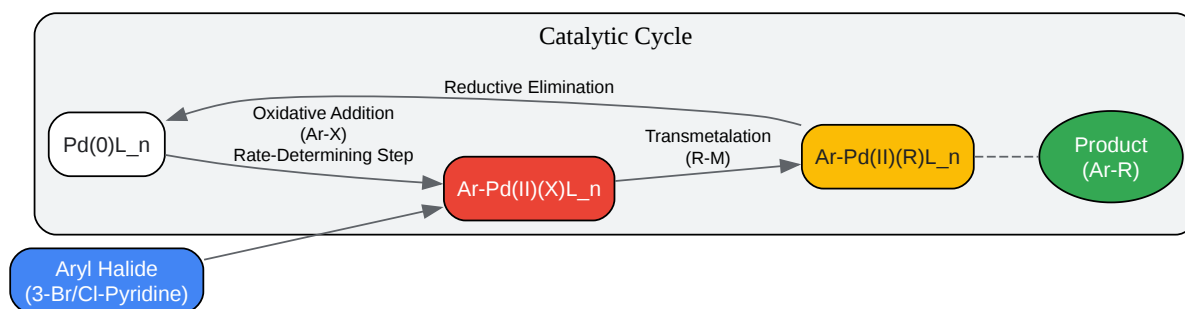 Catalytic Cycle
Reductive Elimination
Pd(0)L_n
Oxidative Addition
(Ar-X)
Rate-Determining Step
Ar-Pd(II)(X)L_n
Transmetalation
(R-M)
Ar-Pd(II)(R)L_n
Product
(Ar-R)
Aryl Halide
(3-Br/Cl-Pyridine)